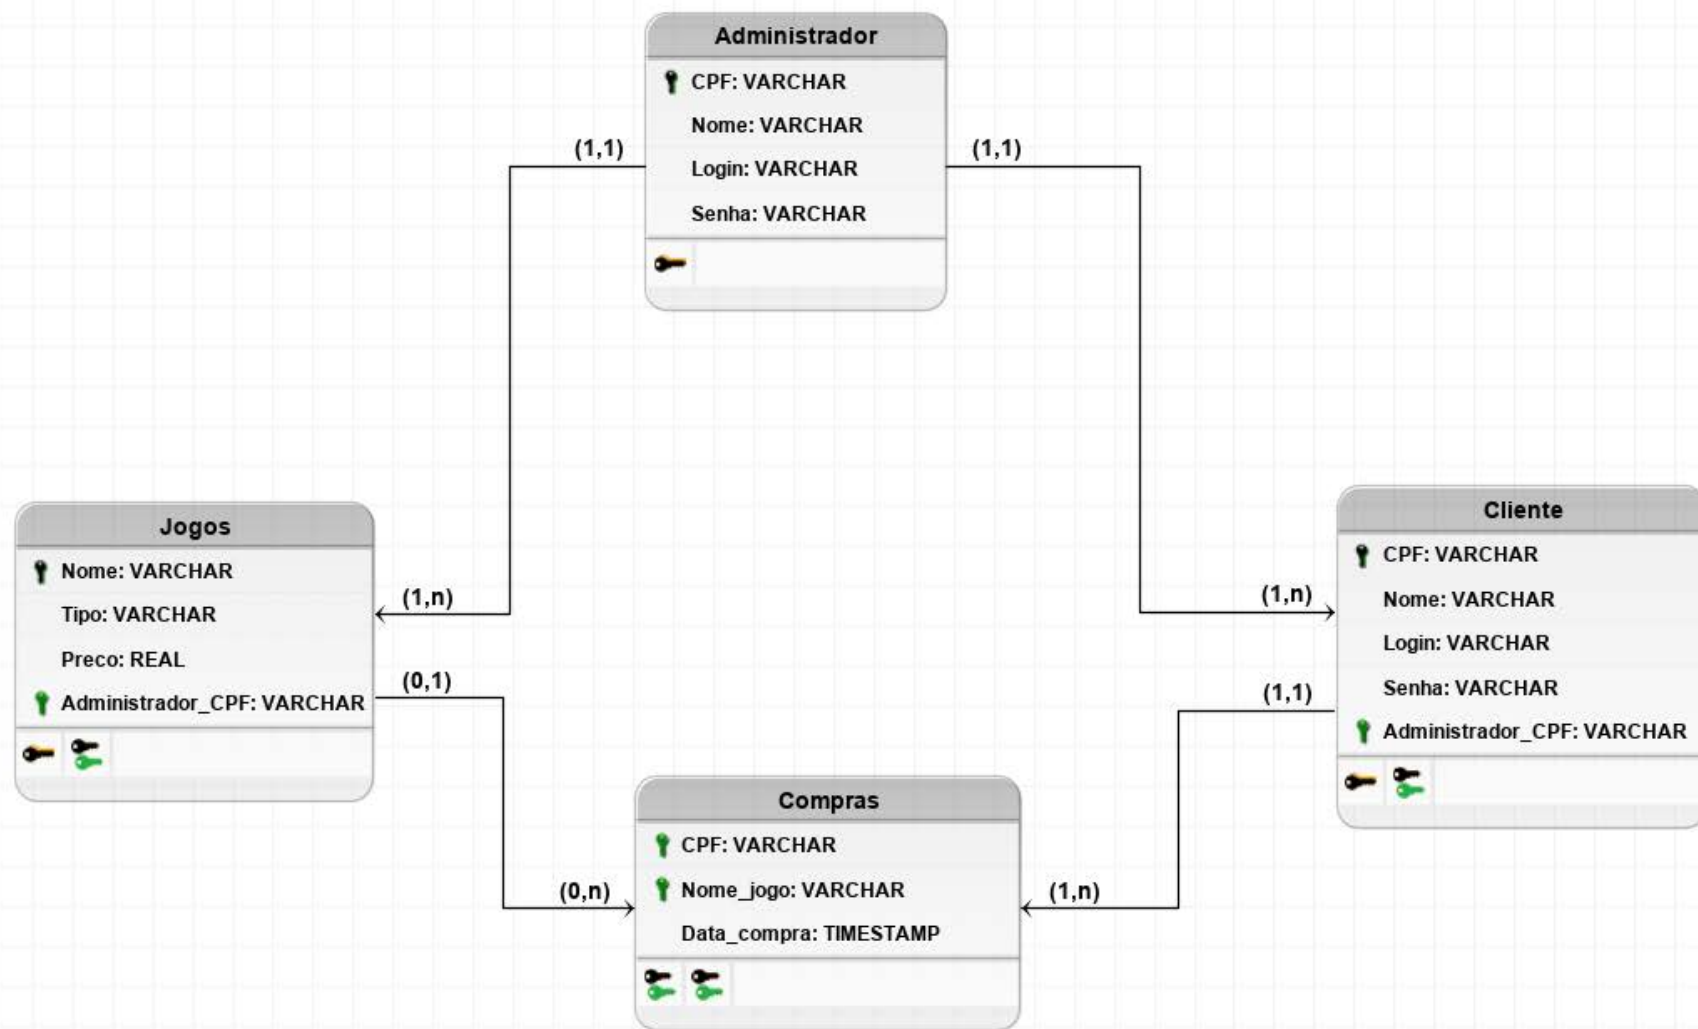 Administrador
CPF: VARCHAR
Nome: VARCHAR
Login: VARCHAR
Senha: VARCHAR
(1,1)
(1,1)
Jogos
Nome: VARCHAR
Tipo: VARCHAR
Preco: REAL
Administrador_CPF: VARCHAR
(1,n)
(0,1)
Cliente
CPF: VARCHAR
Nome: VARCHAR
Login: VARCHAR
Senha: VARCHAR
Administrador_CPF: VARCHAR
(1,n)
(1,1)
Compras
CPF: VARCHAR
Nome_jogo: VARCHAR
Data_compra: TIMESTAMP
(0,n)
(1,n)